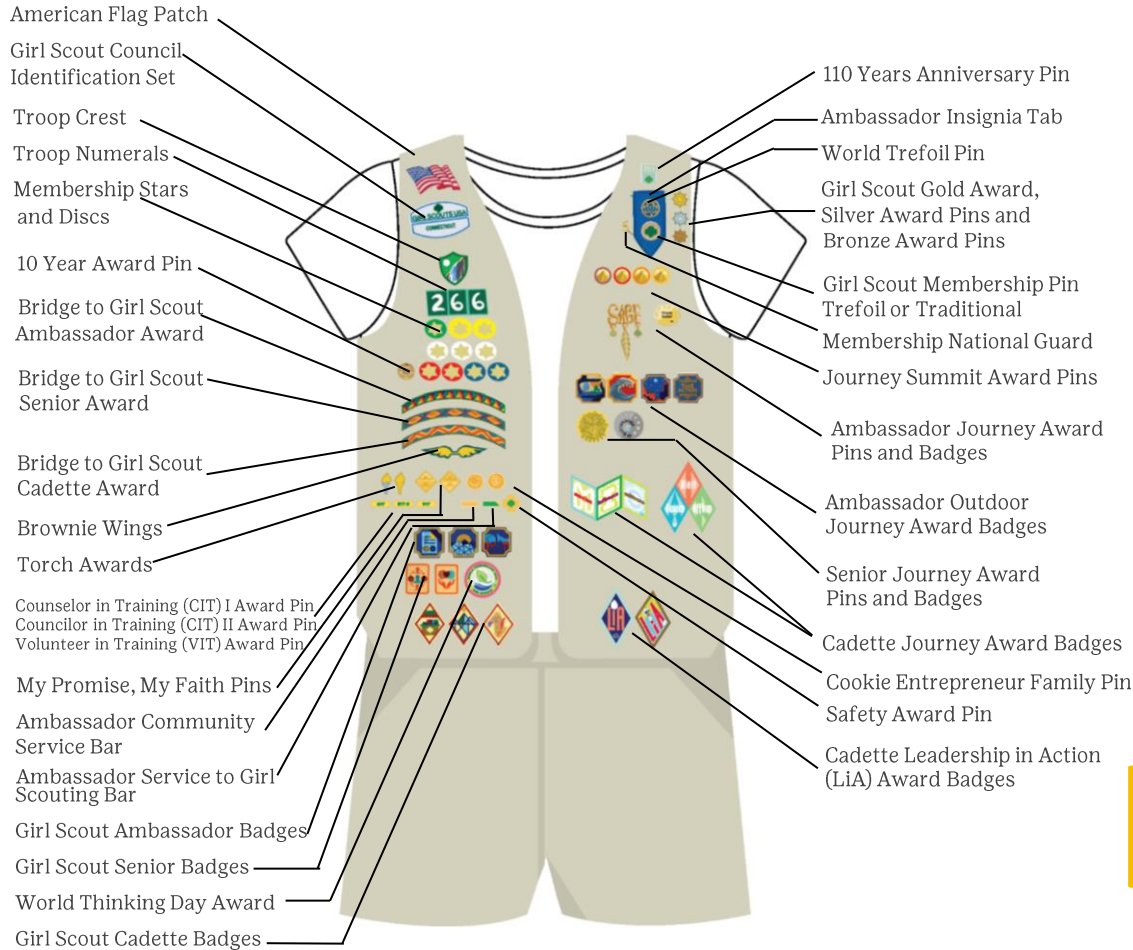 American Flag Patch
Girl Scout Council
Identification Set
Troop Crest
Troop Numerals
Membership Stars
and Discs
10 Year Award Pin
Bridge to Girl Scout
Ambassador Award
Bridge to Girl Scout
Senior Award
Bridge to Girl Scout
Cadette Award
Brownie Wings
Torch Awards
Counselor in Training (CIT) I Award Pin
Councilor in Training (CIT) II Award Pin
Volunteer in Training (VIT) Award Pin
My Promise, My Faith Pins
Ambassador Community
Service Bar
Ambassador Service to Girl
Scouting Bar
Girl Scout Ambassador Badges
Girl Scout Senior Badges
World Thinking Day Award
Girl Scout Cadette Badges
GIRL SCOUTS USA
CONNECTICUT
266
SAGE
LiA
110 Years Anniversary Pin
Ambassador Insignia Tab
World Trefoil Pin
Girl Scout Gold Award,
Silver Award Pins and
Bronze Award Pins
Girl Scout Membership Pin
Trefoil or Traditional
Membership National Guard
Journey Summit Award Pins
Ambassador Journey Award
Pins and Badges
Ambassador Outdoor
Journey Award Badges
Senior Journey Award
Pins and Badges
Cadette Journey Award Badges
Cookie Entrepreneur Family Pin
Safety Award Pin
Cadette Leadership in Action
(LiA) Award Badges